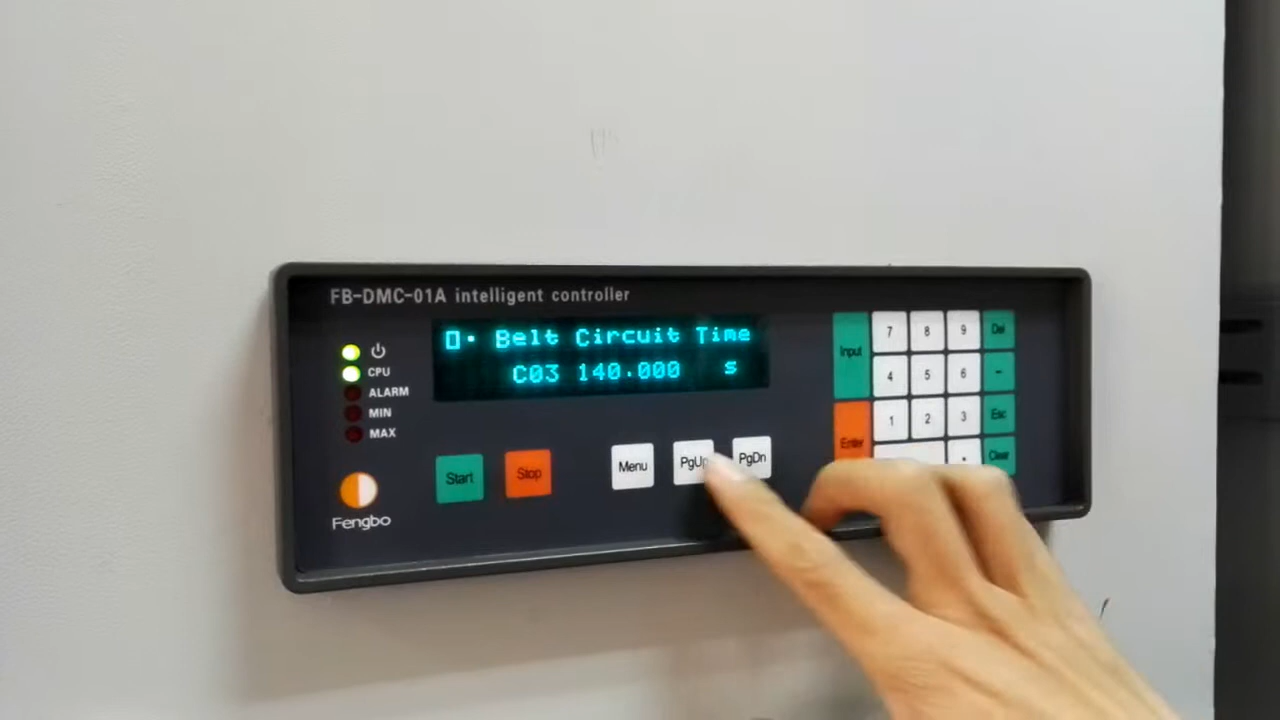 FB-DMC-01A intelligent controller
Belt Circuit Time
C03 140.000 s
CPU
ALARM
MIN
MAX
Fengbo
Start
Stop
Menu
PgUp
PgDn
Input
7 8 9 Del
4 5 6 -
Enter
1 2 3 Esc
. Clear